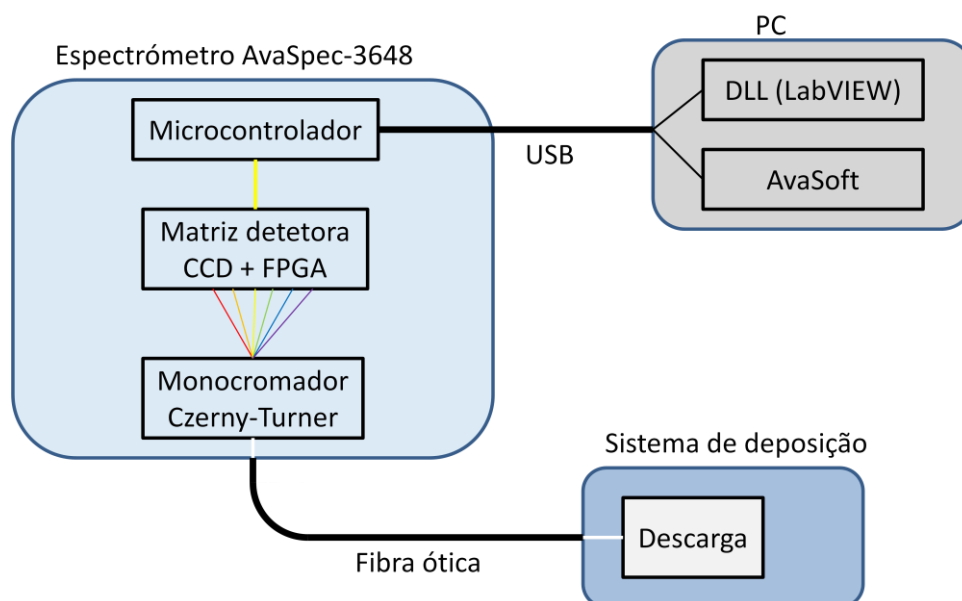 PC
Espectrómetro AvaSpec-3648
DLL (LabVIEW)
Microcontrolador
USB
AvaSoft
Matriz detetora
CCD + FPGA
Monocromador
Czerny-Turner
Sistema de deposição
Descarga
Fibra ótica